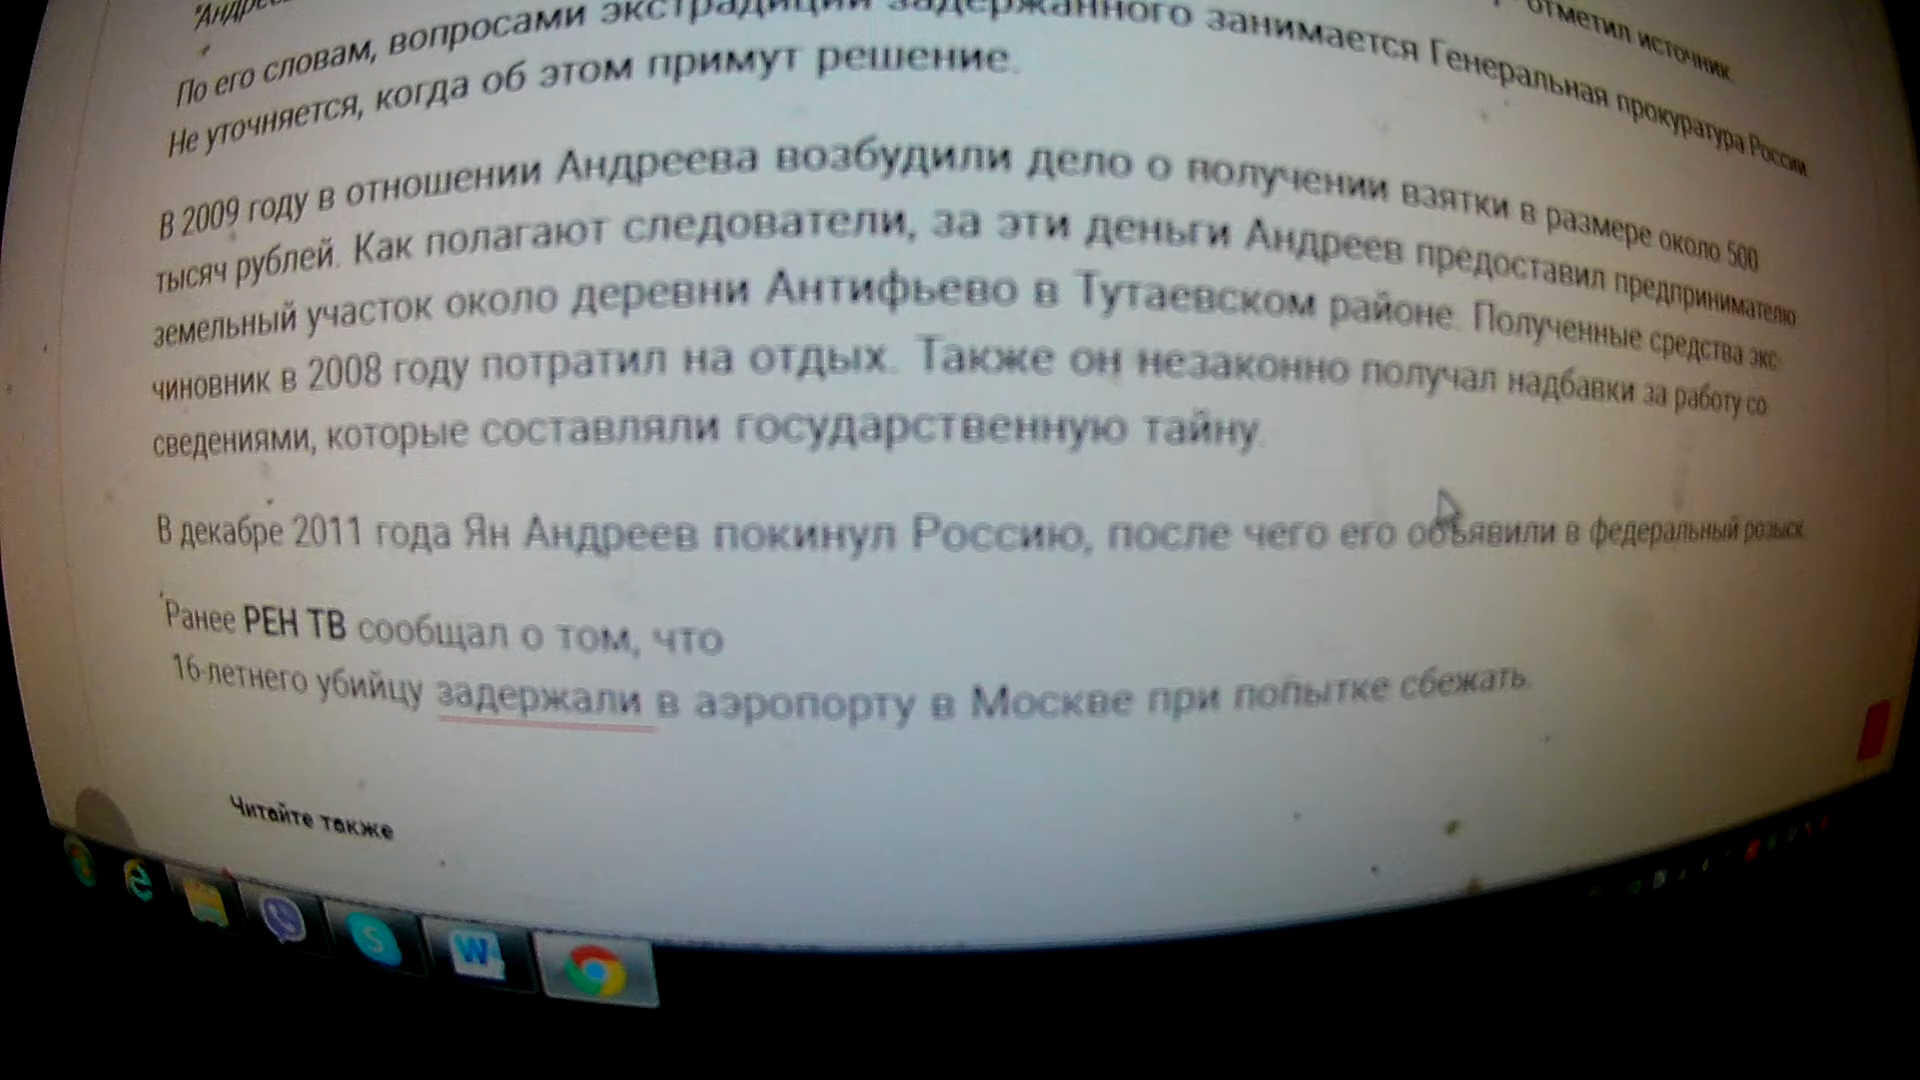 "Андрее
отметил источник.
По его словам, вопросами экстрадиции задержанного занимается Генеральная прокуратура России
Не уточняется, когда об этом примут решение.
В 2009 году в отношении Андреева возбудили дело о получении взятки в размере около 500
тысяч рублей. Как полагают следователи, за эти деньги Андреев предоставил предпринимателю
земельный участок около деревни Антифьево в Тутаевском районе. Полученные средства экс-
чиновник в 2008 году потратил на отдых. Также он незаконно получал надбавки за работу со
сведениями, которые составляли государственную тайну.
В декабре 2011 года Ян Андреев покинул Россию, после чего его объявили в федеральный розыск.
Ранее РЕН ТВ сообщал о том, что
16-летнего убийцу задержали в аэропорту в Москве при попытке сбежать.
Читайте также